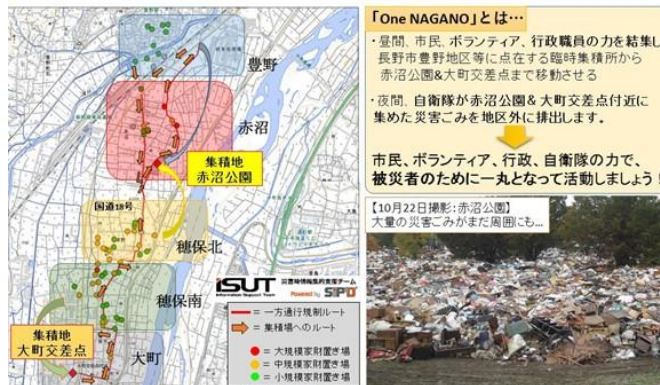 豊野
赤沼
集積地
赤沼公園
国道18号
穂保北
穂保南
集積地
大町交差点
大町
ISUT
Information Support Team
災害時情報集約支援チーム
Powered by SIP
一方通行規制ルート
集積場へのルート
= 大規模家財置き場
= 中規模家財置き場
= 小規模家財置き場
「One NAGANO」とは…
・昼間、市民、ボランティア、行政職員の力を結集し
長野市豊野地区等に点在する臨時集積所から
赤沼公園&大町交差点まで移動させる
・夜間、自衛隊が赤沼公園& 大町交差点付近に
集めた災害ごみを地区外に排出します。
市民、ボランティア、行政、自衛隊の力で、
被災者のために一丸となって活動しましょう!
【10月22日撮影:赤沼公園】
大量の災害ごみがまだ周囲にも…